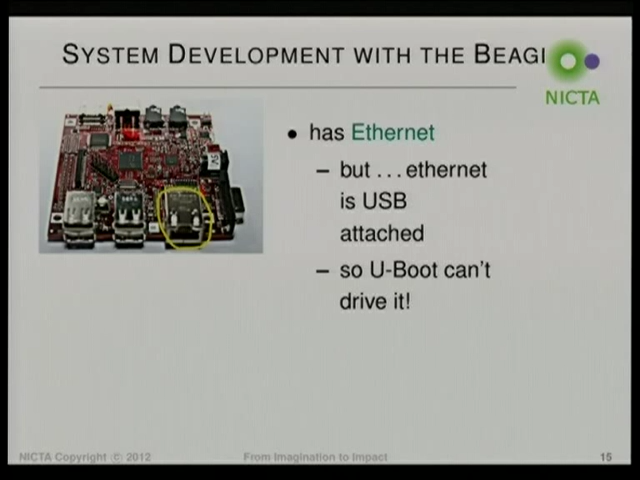 SYSTEM DEVELOPMENT WITH THE BEAGL
NICTA
• has Ethernet
– but ... ethernet
is USB
attached
– so U-Boot can't
drive it!
NICTA Copyright © 2012
From Imagination to Impact
15